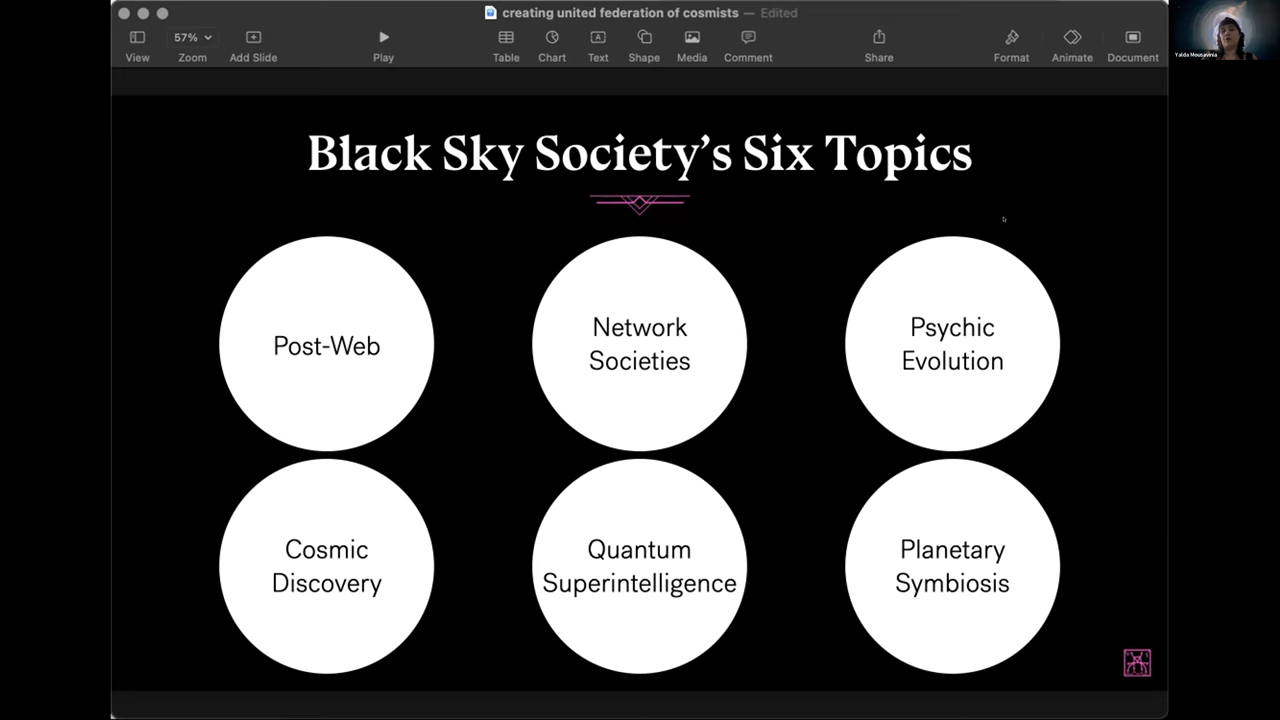 creating united federation of cosmists — Edited
57%
View Zoom Add Slide Play Table Chart Text Shape Media Comment Share Format Animate Document
Yalda Mousavinia
Black Sky Society’s Six Topics
Post-Web
Network
Societies
Psychic
Evolution
Cosmic
Discovery
Quantum
Superintelligence
Planetary
Symbiosis